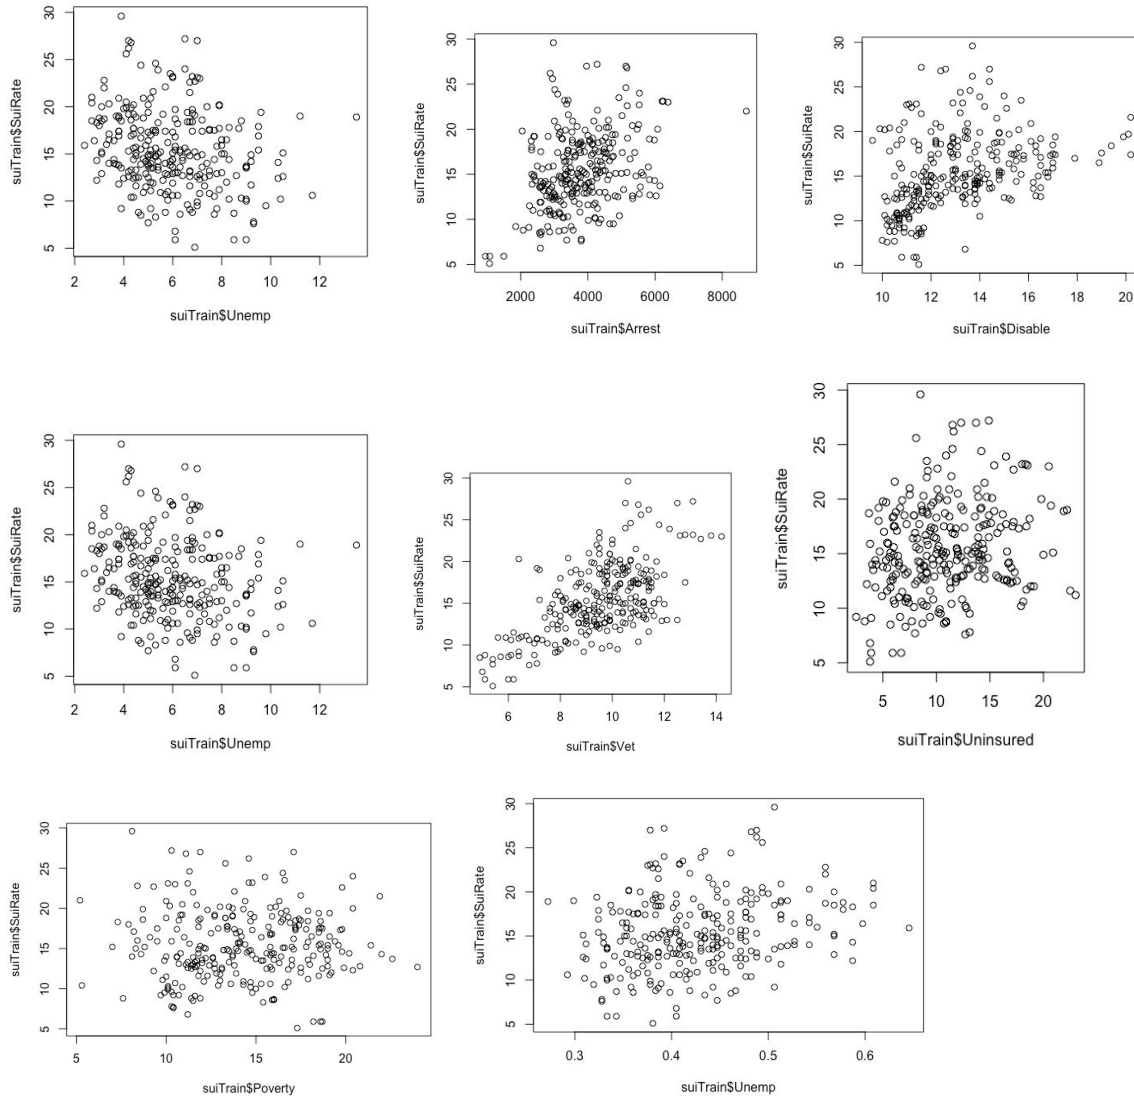 suiTrain$SuiRate
5 10 15 20 25 30
2 4 6 8 10 12
suiTrain$Unemp
suiTrain$SuiRate
5 10 15 20 25 30
2000 4000 6000 8000
suiTrain$Arrest
suiTrain$SuiRate
5 10 15 20 25 30
10 12 14 16 18 20
suiTrain$Disable
suiTrain$SuiRate
5 10 15 20 25 30
2 4 6 8 10 12
suiTrain$Unemp
suiTrain$SuiRate
5 10 15 20 25 30
6 8 10 12 14
suiTrain$Vet
suiTrain$SuiRate
5 10 15 20 25 30
5 10 15 20
suiTrain$Uninsured
suiTrain$SuiRate
5 10 15 20 25 30
5 10 15 20
suiTrain$Poverty
suiTrain$SuiRate
5 10 15 20 25 30
0.3 0.4 0.5 0.6
suiTrain$Unemp